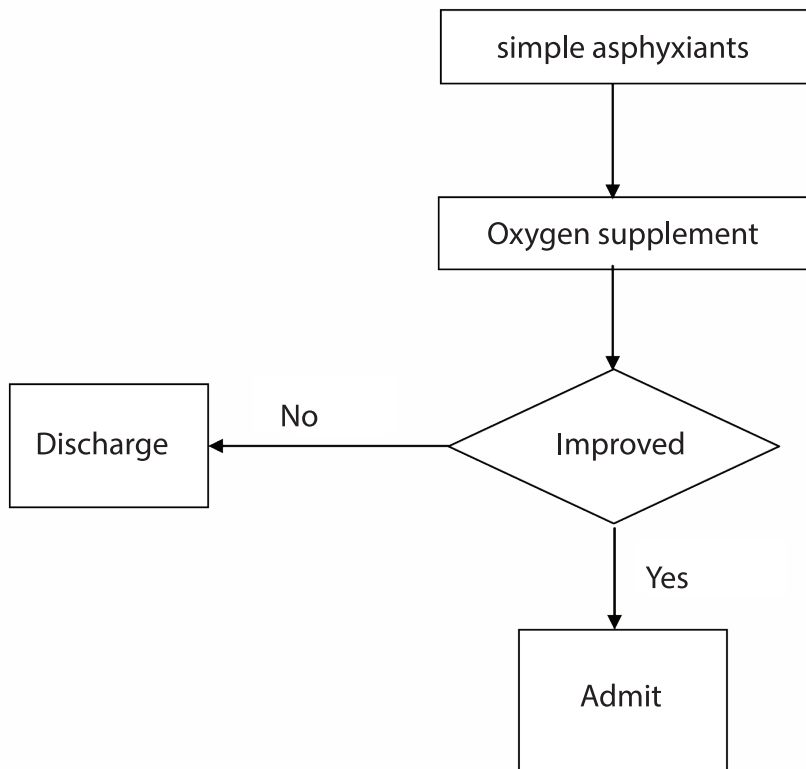 simple asphyxiants
Oxygen supplement
No
Discharge
Improved
Yes
Admit